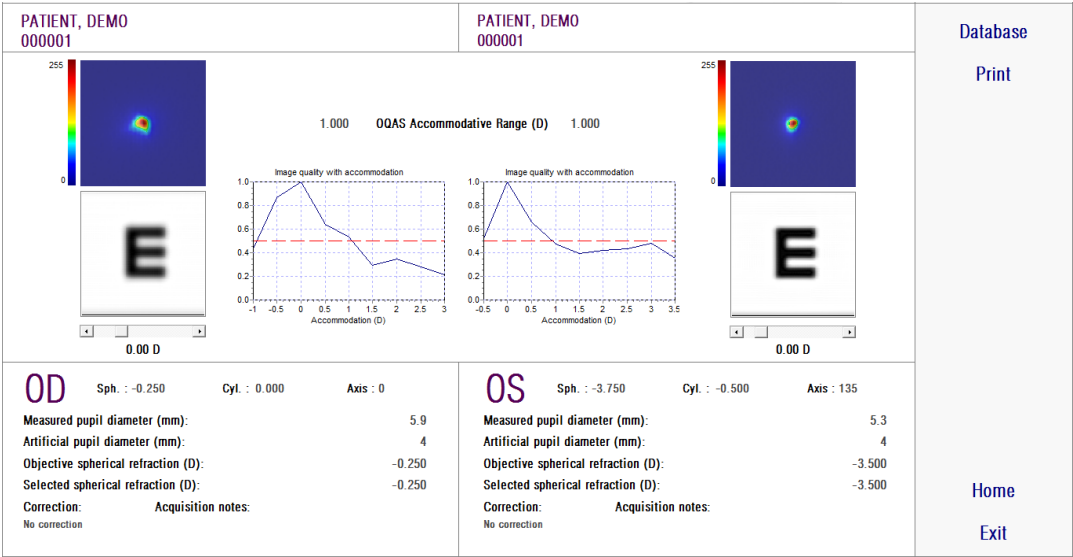 PATIENT, DEMO
000001
PATIENT, DEMO
000001
Database
Print
255
0
1.000 OQAS Accommodative Range (D) 1.000
255
0
Image quality with accommodation
1.0
0.8
0.6
0.4
0.2
0.0
-1 -0.5 0 0.5 1 1.5 2 2.5 3
Accommodation (D)
Image quality with accommodation
1.0
0.8
0.6
0.4
0.2
0.0
-0.5 0 0.5 1 1.5 2 2.5 3 3.5
Accommodation (D)
E
E
0.00 D
0.00 D
OD Sph. : -0.250 Cyl. : 0.000 Axis : 0
Measured pupil diameter (mm): 5.9
Artificial pupil diameter (mm): 4
Objective spherical refraction (D): -0.250
Selected spherical refraction (D): -0.250
Correction: Acquisition notes:
No correction
OS Sph. : -3.750 Cyl. : -0.500 Axis : 135
Measured pupil diameter (mm): 5.3
Artificial pupil diameter (mm): 4
Objective spherical refraction (D): -3.500
Selected spherical refraction (D): -3.500
Correction: Acquisition notes:
No correction
Home
Exit